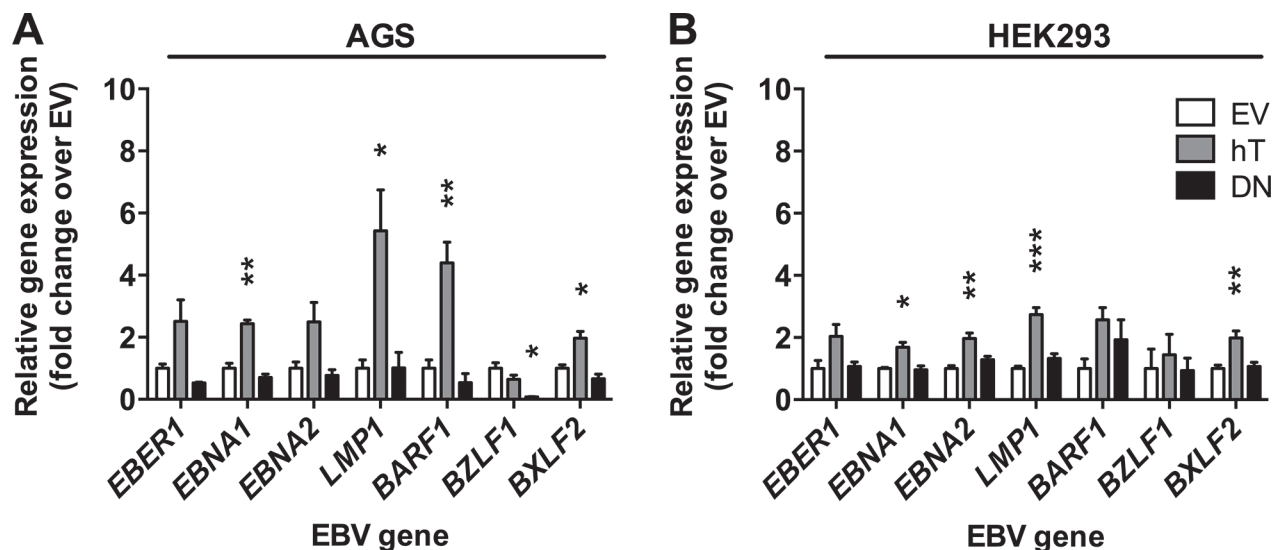 A
AGS
Relative gene expression
(fold change over EV)
10
8
6
4
2
0
**
*
**
*
*
EBER1
EBNA1
EBNA2
LMP1
BARF1
BZLF1
BXLF2
EBV gene
B
HEK293
Relative gene expression
(fold change over EV)
10
8
6
4
2
0
*
**
***
**
EV
hT
DN
EBER1
EBNA1
EBNA2
LMP1
BARF1
BZLF1
BXLF2
EBV gene